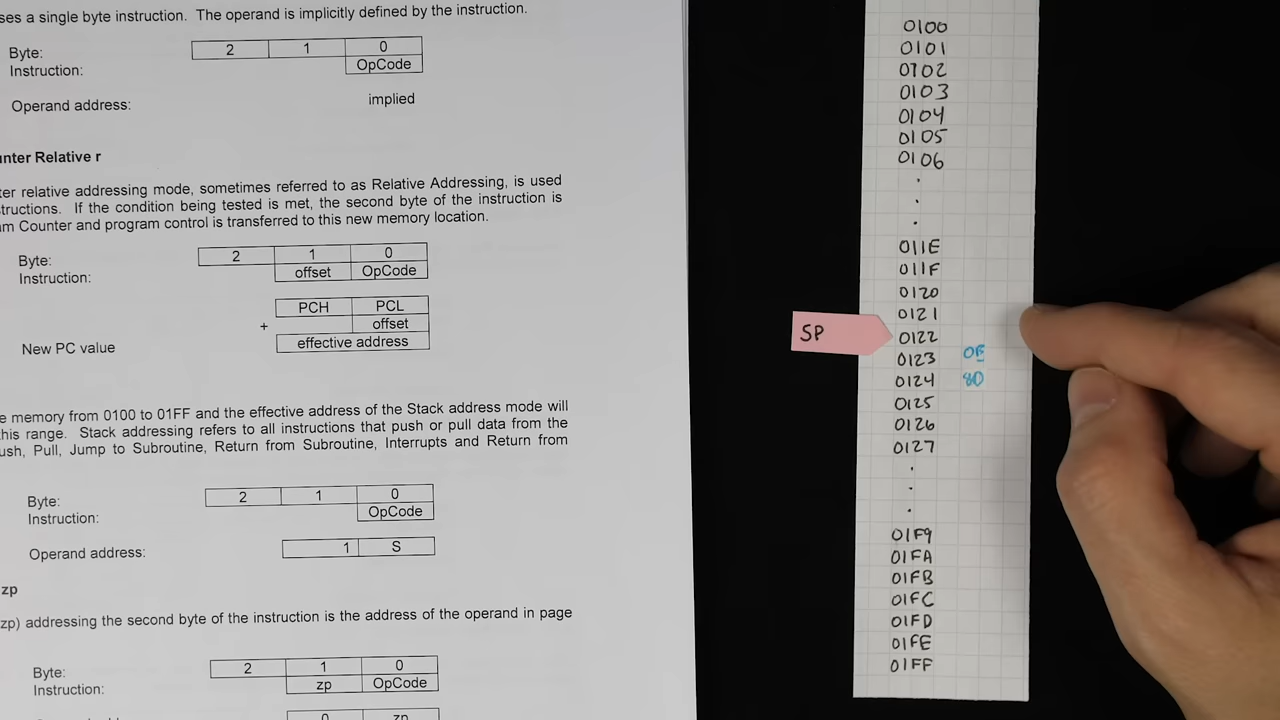 ses a single byte instruction. The operand is implicitly defined by the instruction.
Byte: 2 1 0
Instruction: OpCode
Operand address: implied
unter Relative r
ter relative addressing mode, sometimes referred to as Relative Addressing, is used
structions. If the condition being tested is met, the second byte of the instruction is
am Counter and program control is transferred to this new memory location.
Byte: 2 1 0
Instruction: offset OpCode
PCH PCL
+ offset
New PC value effective address
e memory from 0100 to 01FF and the effective address of the Stack address mode will
this range. Stack addressing refers to all instructions that push or pull data from the
ush, Pull, Jump to Subroutine, Return from Subroutine, Interrupts and Return from
Byte: 2 1 0
Instruction: OpCode
Operand address: 1 S
zp
zp) addressing the second byte of the instruction is the address of the operand in page
Byte: 2 1 0
Instruction: zp OpCode
0 zp
0100
0101
0102
0103
0104
0105
0106
.
.
.
011E
011F
0120
0121
SP 0122
0123 0E
0124 80
0125
0126
0127
.
.
.
01F9
01FA
01FB
01FC
01FD
01FE
01FF